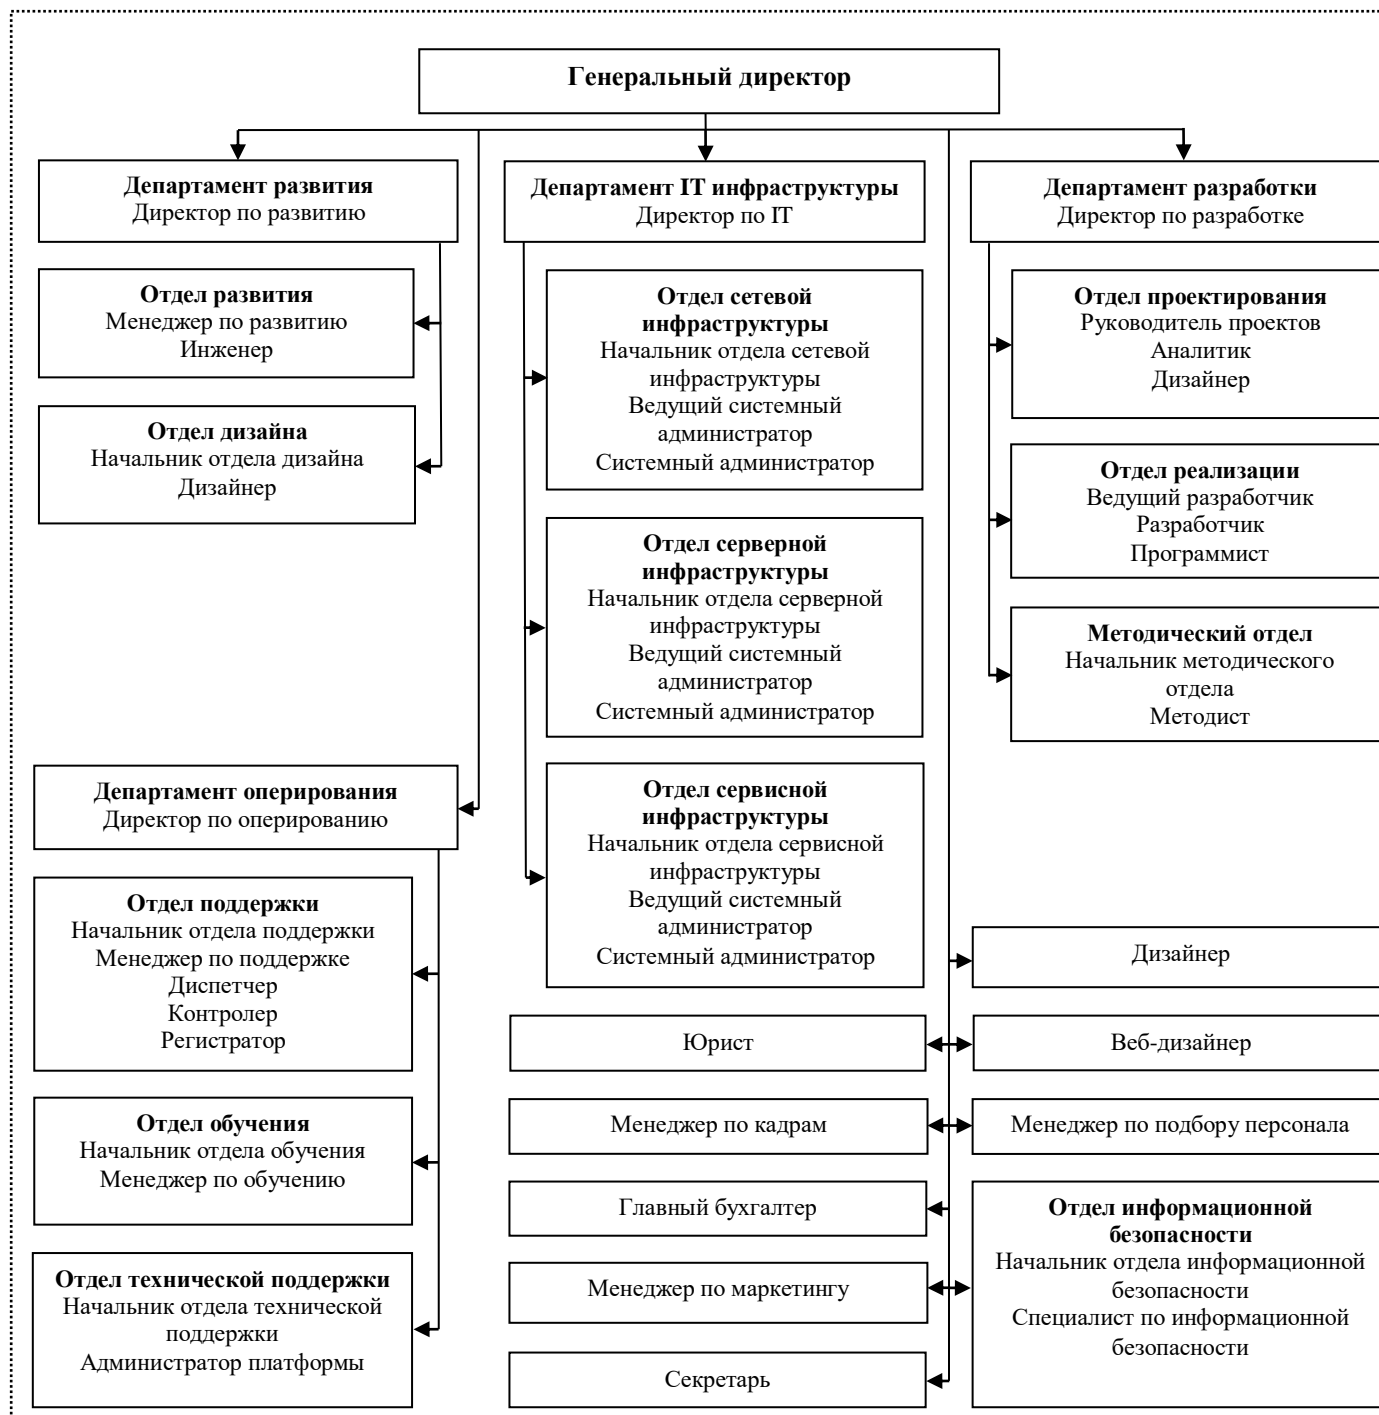 Генеральный директор
Департамент развития
Директор по развитию
Отдел развития
Менеджер по развитию
Инженер
Отдел дизайна
Начальник отдела дизайна
Дизайнер
Департамент IT инфраструктуры
Директор по IT
Отдел сетевой
инфраструктуры
Начальник отдела сетевой
инфраструктуры
Ведущий системный
администратор
Системный администратор
Отдел серверной
инфраструктуры
Начальник отдела серверной
инфраструктуры
Ведущий системный
администратор
Системный администратор
Отдел сервисной
инфраструктуры
Начальник отдела сервисной
инфраструктуры
Ведущий системный
администратор
Системный администратор
Департамент разработки
Директор по разработке
Отдел проектирования
Руководитель проектов
Аналитик
Дизайнер
Отдел реализации
Ведущий разработчик
Разработчик
Программист
Методический отдел
Начальник методического
отдела
Методист
Департамент оперирования
Директор по оперированию
Отдел поддержки
Начальник отдела поддержки
Менеджер по поддержке
Диспетчер
Контролер
Регистратор
Отдел обучения
Начальник отдела обучения
Менеджер по обучению
Отдел технической поддержки
Начальник отдела технической
поддержки
Администратор платформы
Дизайнер
Юрист
Веб-дизайнер
Менеджер по кадрам
Менеджер по подбору персонала
Главный бухгалтер
Менеджер по маркетингу
Секретарь
Отдел информационной
безопасности
Начальник отдела информационной
безопасности
Специалист по информационной
безопасности